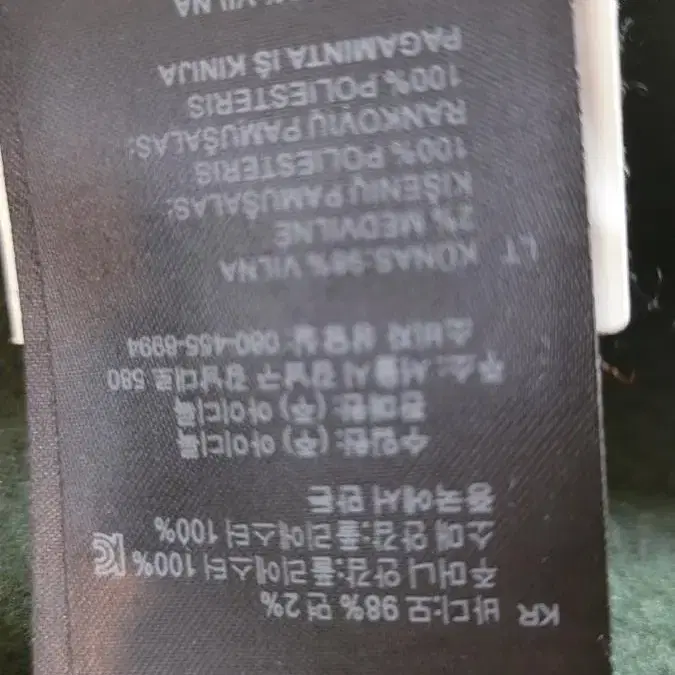 KR 바디:모 98% 면 2%
주머니 안감:폴리에스터 100%
소매 안감:폴리에스터 100%
중국에서 만든
수입원: (주) 아이디룩
판매원: (주) 아이디룩
주소: 서울시 강남구 강남대로 580
소비자 상담실: 080-455-8994
LT KŪNAS:98% VILNA
2% MEDVILNĖ
KIŠENIŲ PAMUŠALAS:
100% POLIESTERIS
RANKOVIŲ PAMUŠALAS:
100% POLIESTERIS
PAGAMINTA IŠ KINIJA
% VILNA